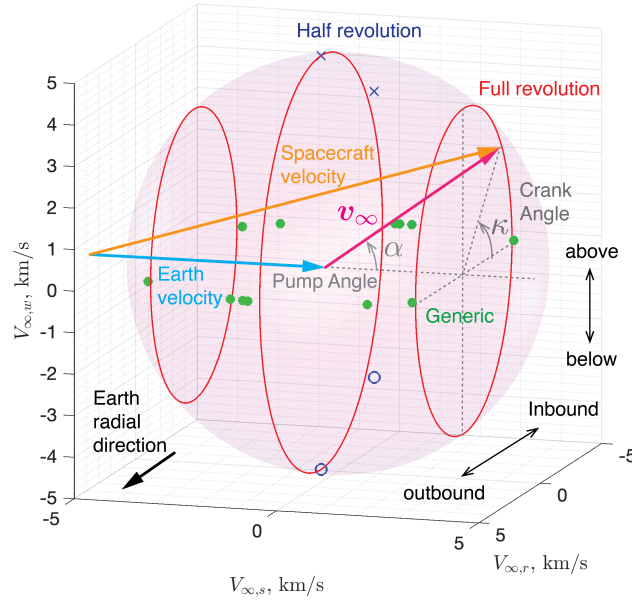 Half revolution
Full revolution
Spacecraft
velocity
v∞
Crank
Angle
κ
α
Pump Angle
Earth
velocity
Generic
above
below
Inbound
outbound
Earth
radial
direction
5
4
3
2
1
0
-1
-2
-3
-4
-5
V∞,w, km/s
-5
0
5
V∞,s, km/s
5
0
-5
V∞,r, km/s